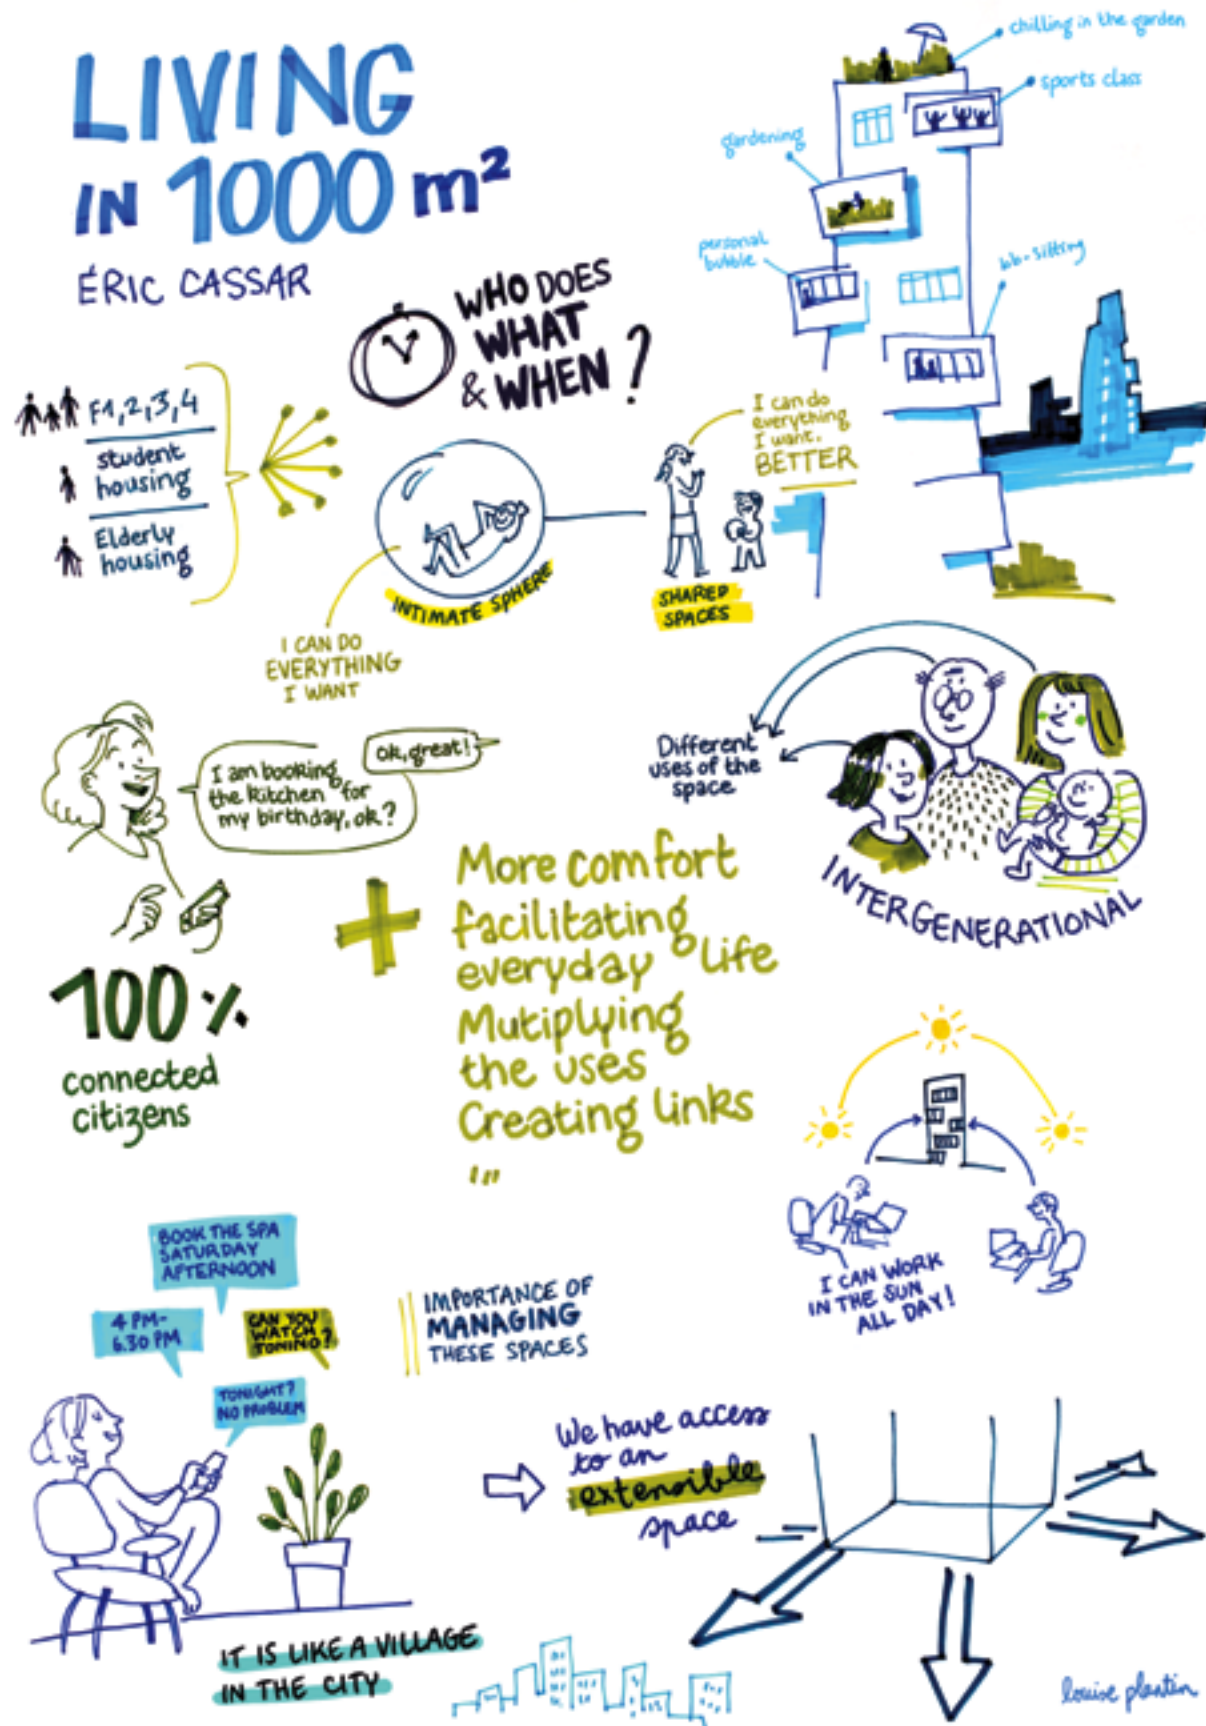 LIVING
IN 1000 m²
ÉRIC CASSAR
chilling in the garden
sports class
gardening
personal
bubble
bb-sitting
WHO DOES
WHAT
& WHEN ?
F1,2,3,4
student
housing
Elderly
housing
I can do
everything
I want.
BETTER
INTIMATE SPHERE
SHARED
SPACES
I CAN DO
EVERYTHING
I WANT
I am booking
the kitchen for
my birthday, ok?
ok, great!
Different
uses of the
space
INTERGENERATIONAL
100 %
connected
citizens
+
More comfort
facilitating
everyday life
Mutiplying
the uses
Creating links
...
I CAN WORK
IN THE SUN
ALL DAY!
BOOK THE SPA
SATURDAY
AFTERNOON
4 PM-
6.30 PM
CAN YOU
WATCH
TONINO?
TONIGHT?
NO PROBLEM
IMPORTANCE OF
MANAGING
THESE SPACES
We have access
to an
extensible
space
IT IS LIKE A VILLAGE
IN THE CITY
louise plantin